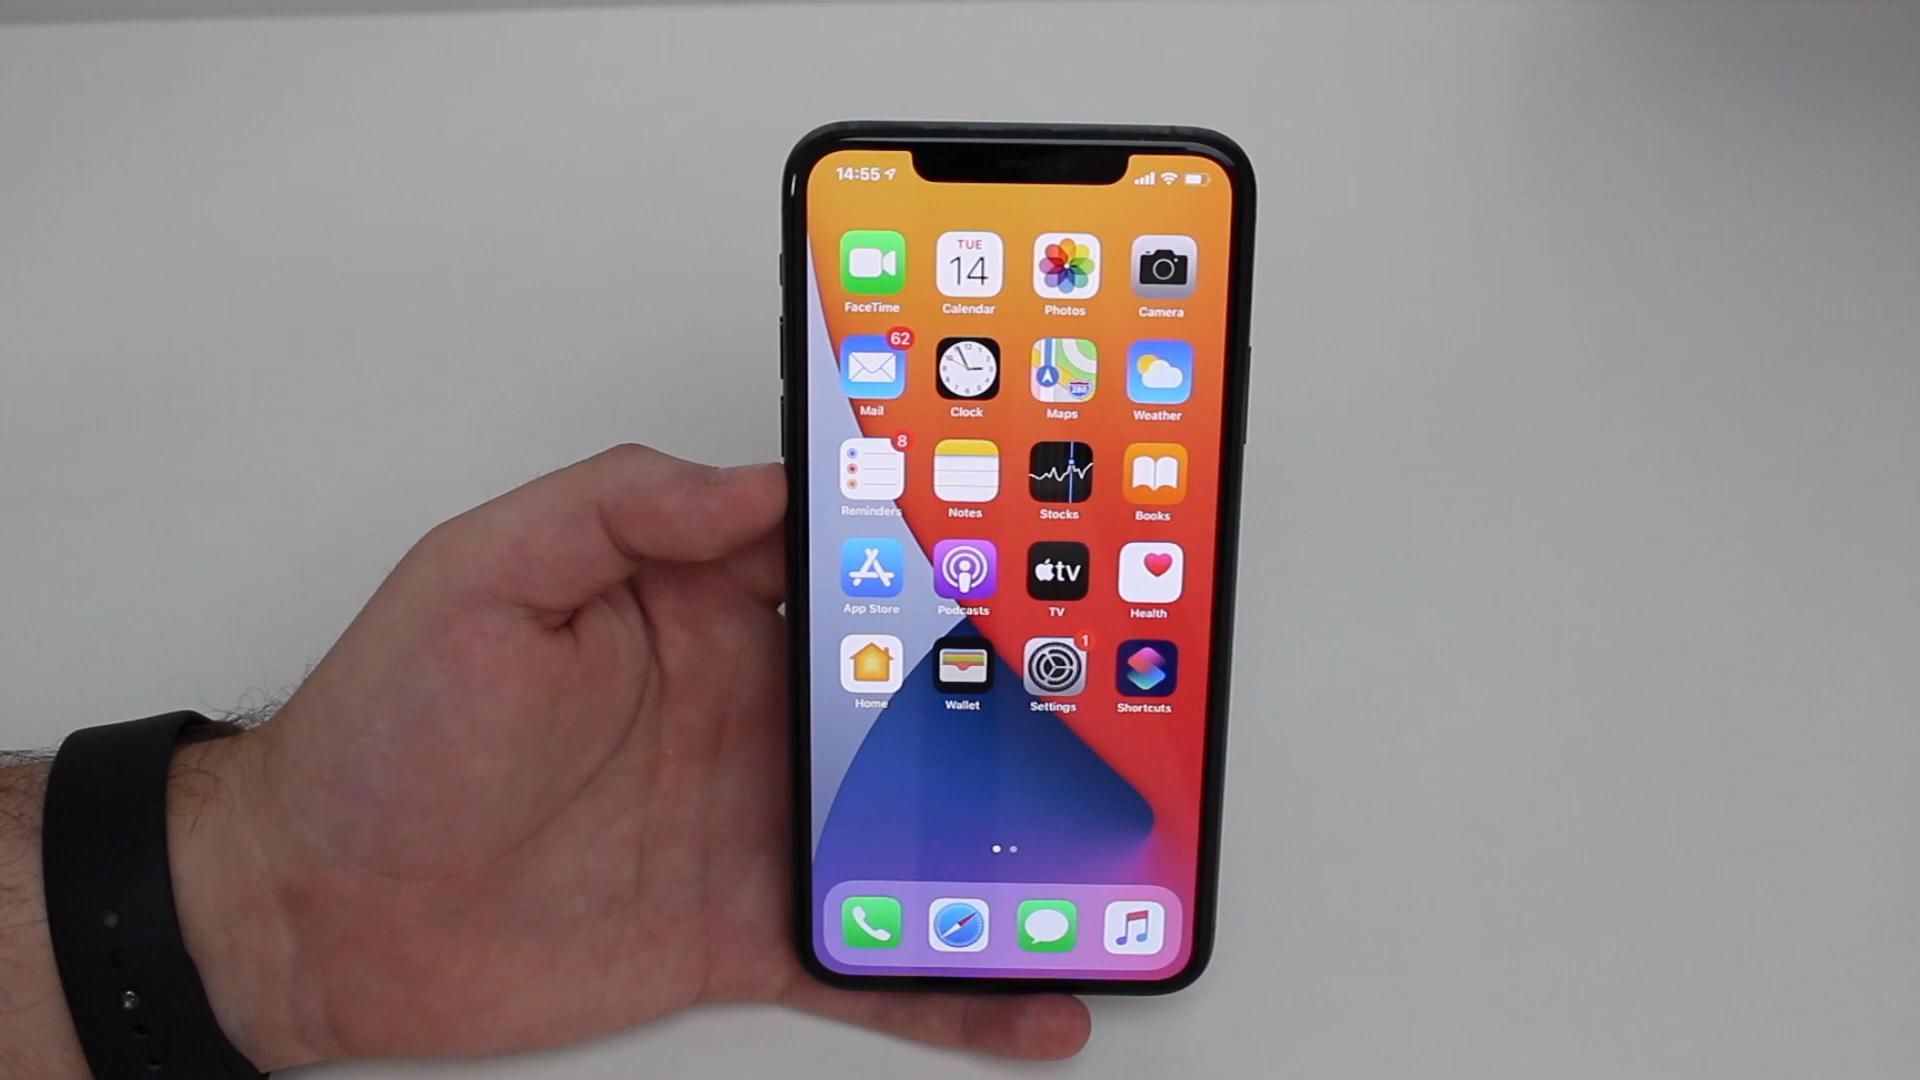 14:55
TUE
14
FaceTime Calendar Photos Camera
62
Mail Clock Maps Weather
8
Reminders Notes Stocks Books
tv
App Store Podcasts TV Health
1
Home Wallet Settings Shortcuts